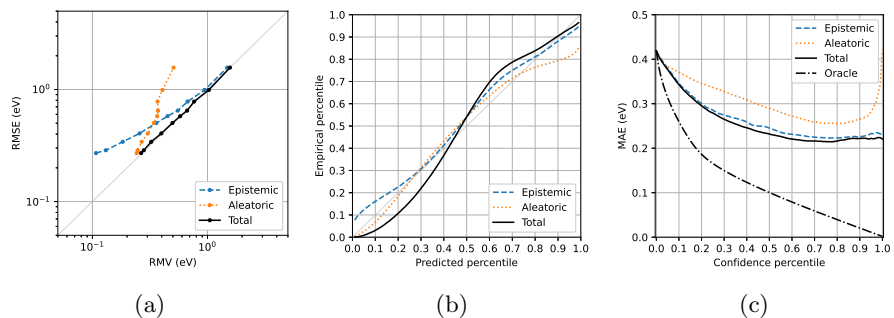 RMSE (eV)
10⁰
10⁻¹
10⁻¹
10⁰
RMV (eV)
Epistemic
Aleatoric
Total
(a)
Empirical percentile
1.0
0.9
0.8
0.7
0.6
0.5
0.4
0.3
0.2
0.1
0.0
0.0 0.1 0.2 0.3 0.4 0.5 0.6 0.7 0.8 0.9 1.0
Predicted percentile
Epistemic
Aleatoric
Total
(b)
MAE (eV)
0.5
0.4
0.3
0.2
0.1
0.0
0.0 0.1 0.2 0.3 0.4 0.5 0.6 0.7 0.8 0.9 1.0
Confidence percentile
Epistemic
Aleatoric
Total
Oracle
(c)